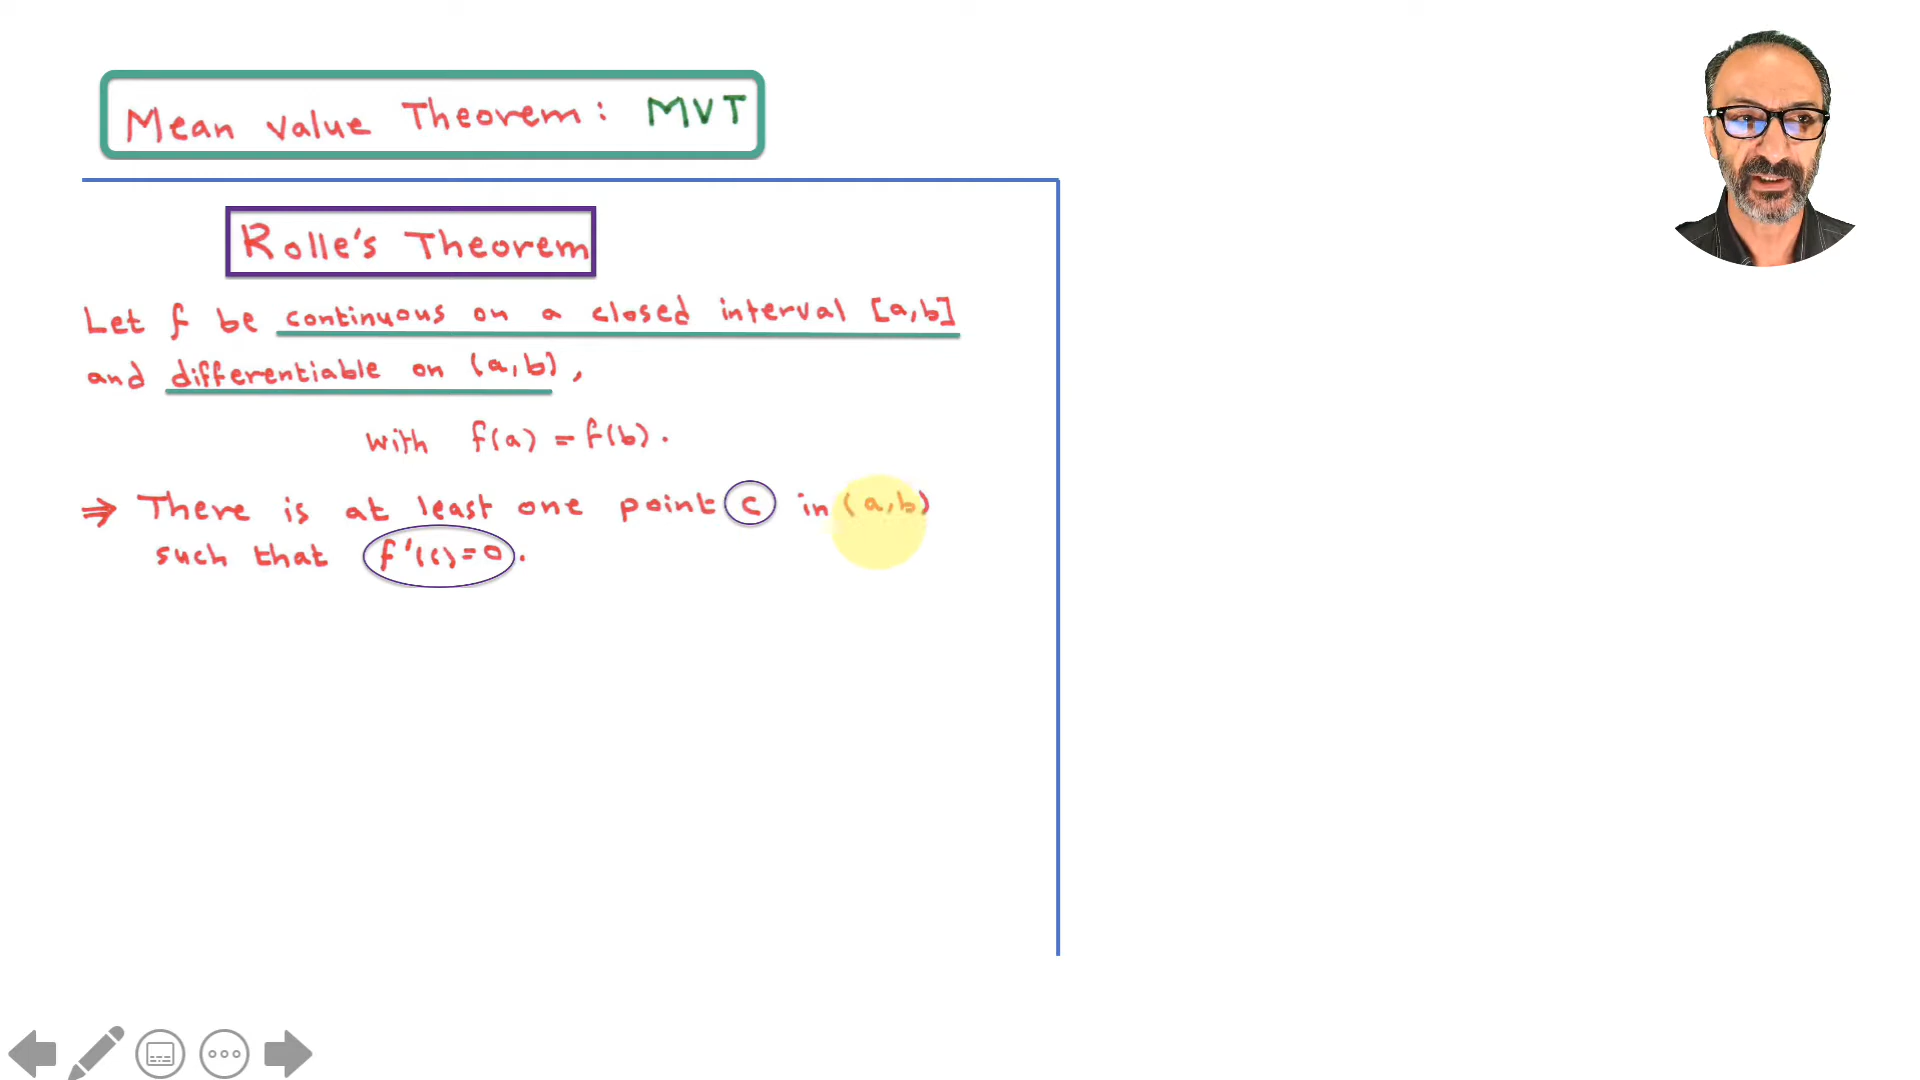 Mean value Theorem: MVT
Rolle's Theorem
Let f be continuous on a closed interval [a,b]
and differentiable on (a,b),
with f(a) = f(b).
⇒ There is at least one point c in (a,b)
such that f'(c)=0.